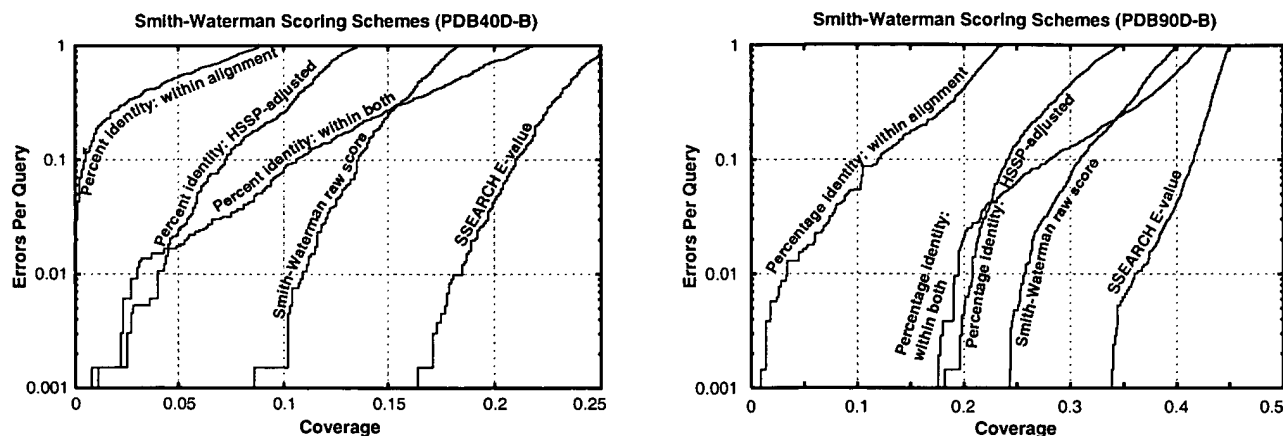 Smith-Waterman Scoring Schemes (PDB40D-B)
Errors Per Query
1
0.1
0.01
0.001
Percent identity: within alignment
Percent identity: HSSP-adjusted
Percent identity: within both
Smith-Waterman raw score
SSEARCH E-value
0
0.05
0.1
0.15
0.2
0.25
Coverage
Smith-Waterman Scoring Schemes (PDB90D-B)
Errors Per Query
1
0.1
0.01
0.001
Percentage identity: within alignment
Percentage identity:
within both
Percentage identity: HSSP-adjusted
Smith-Waterman raw score
SSEARCH E-value
0
0.1
0.2
0.3
0.4
0.5
Coverage